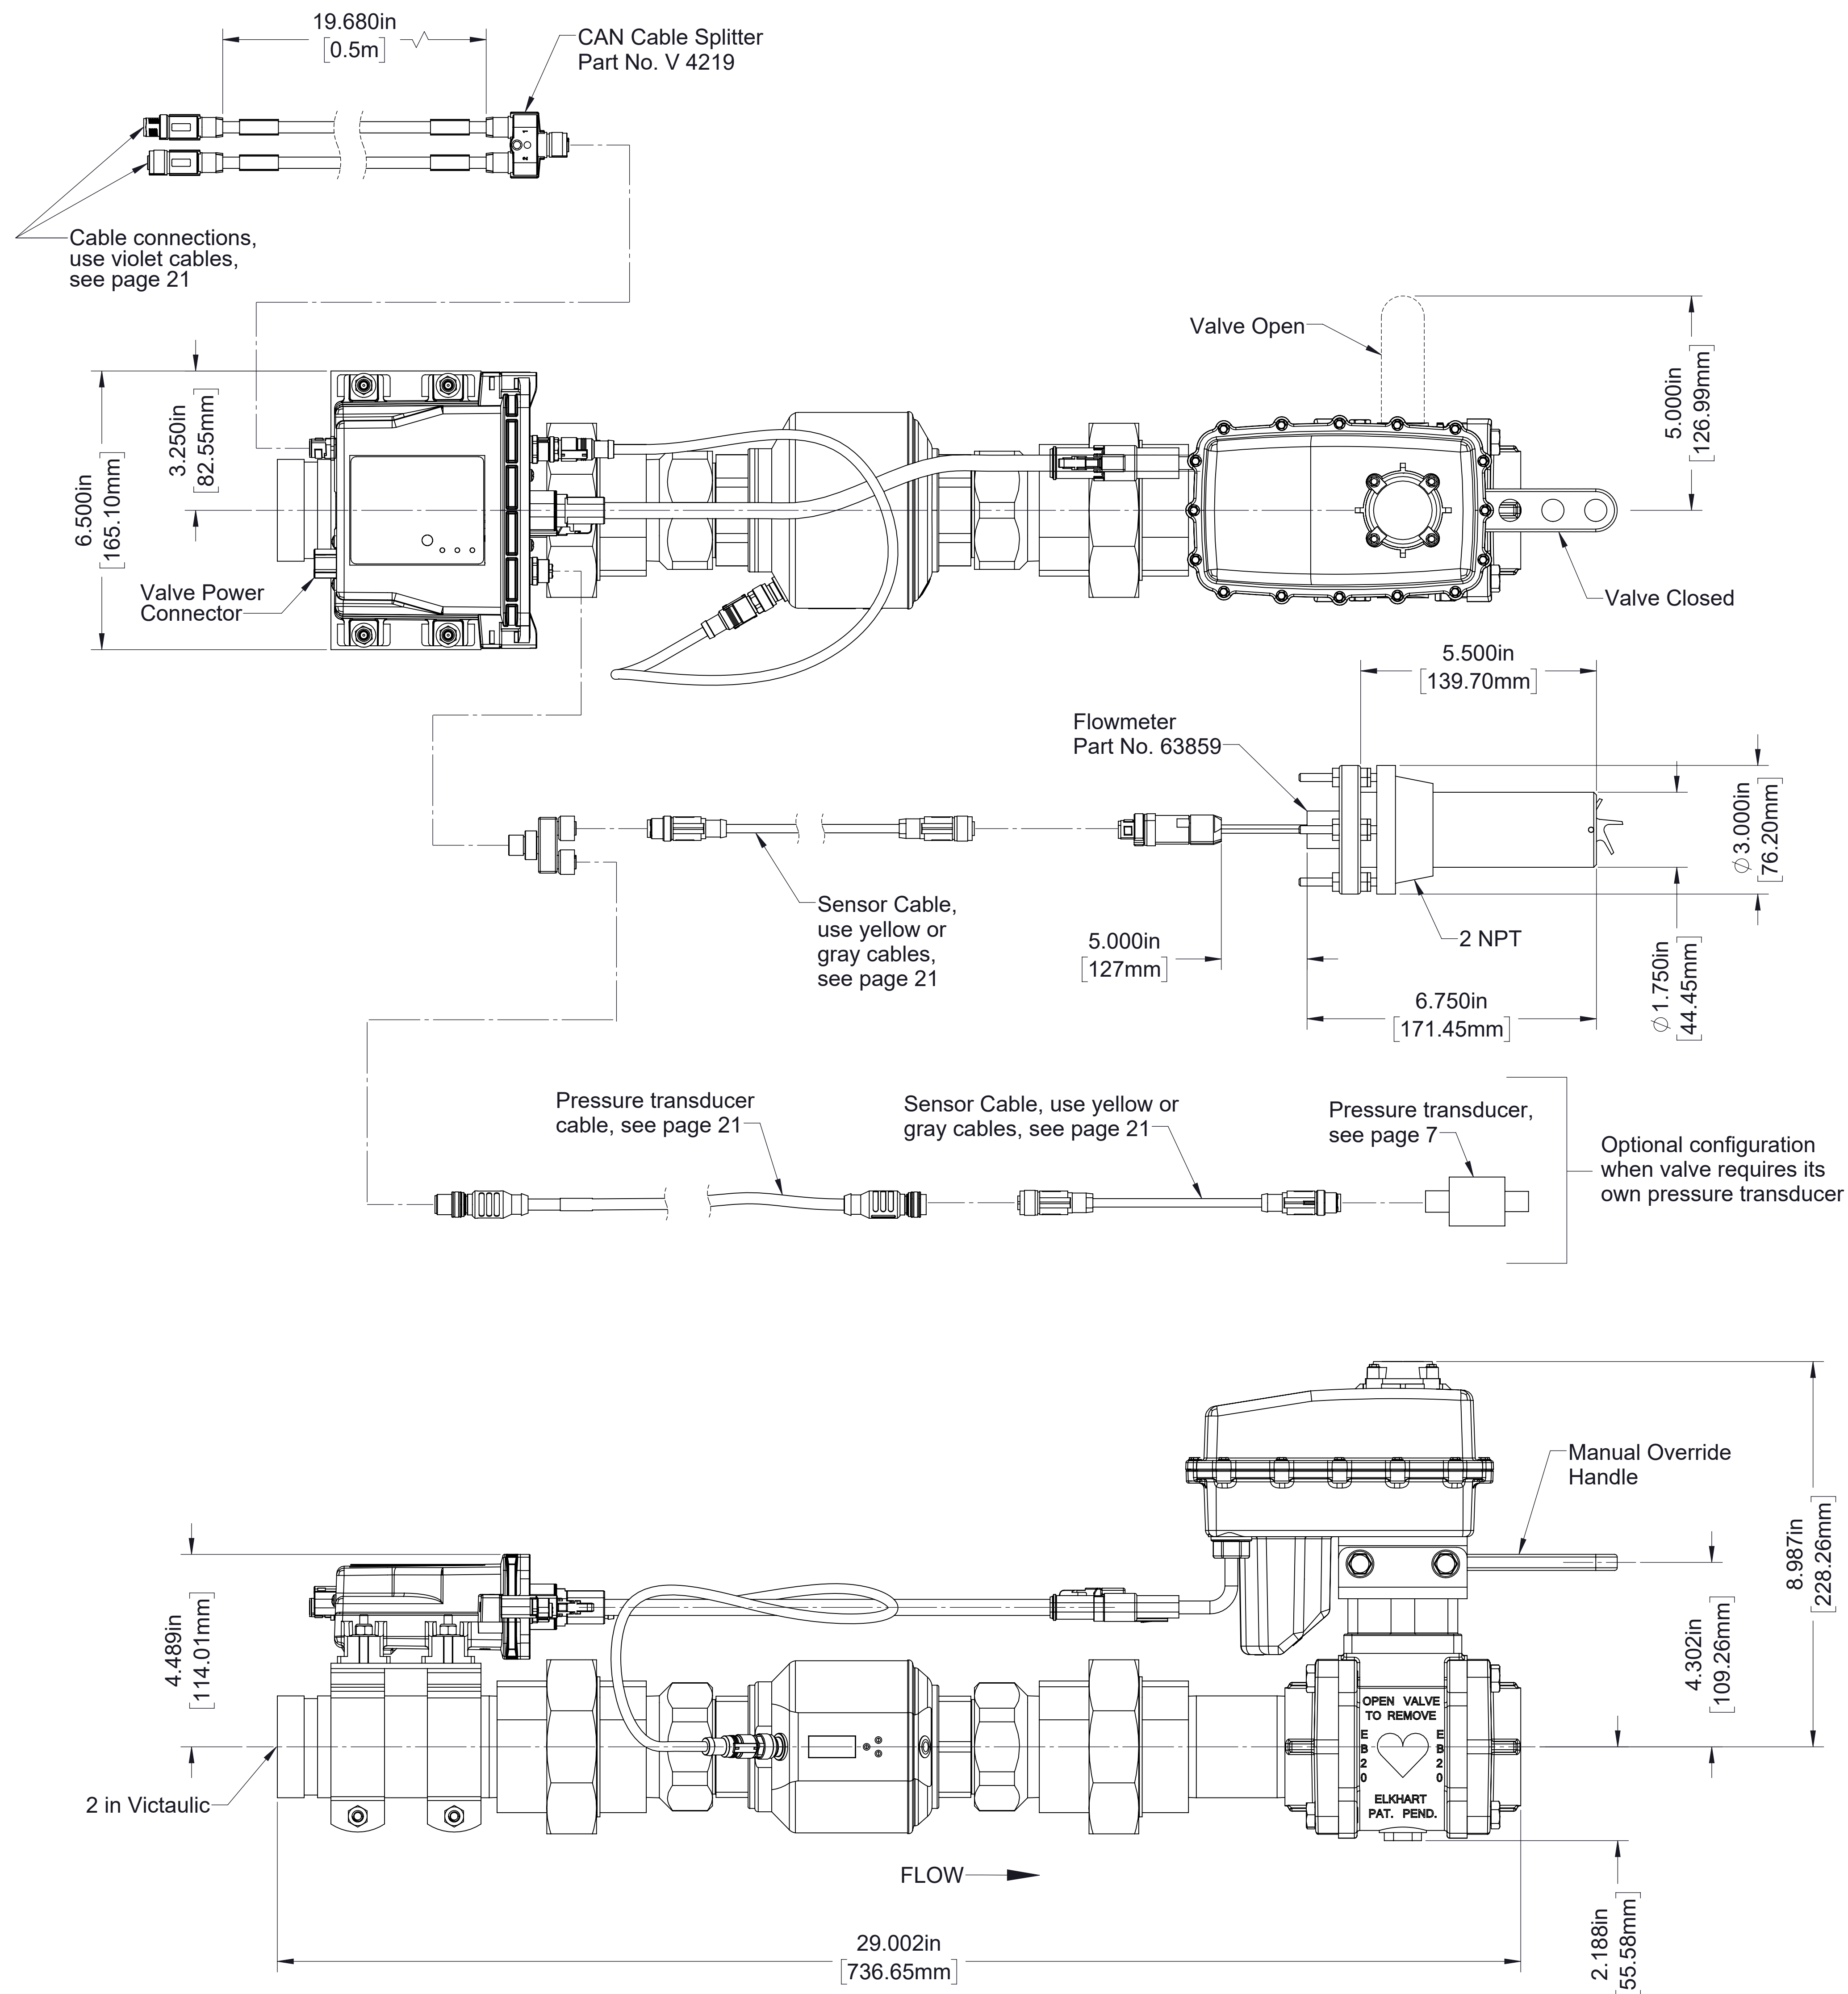 19.680in
[0.5m]
CAN Cable Splitter
Part No. V 4219
1
2
Cable connections,
use violet cables,
see page 21
Valve Open
5.000in
[126.99mm]
3.250in
[82.55mm]
6.500in
[165.10mm]
Valve Power
Connector
Valve Closed
5.500in
[139.70mm]
Flowmeter
Part No. 63859
⌀ 3.000in
[76.20mm]
Sensor Cable,
use yellow or
gray cables,
see page 21
2 NPT
5.000in
[127mm]
⌀ 1.750in
[44.45mm]
6.750in
[171.45mm]
Pressure transducer
cable, see page 21
Sensor Cable, use yellow or
gray cables, see page 21
Pressure transducer,
see page 7
Optional configuration
when valve requires its
own pressure transducer
Manual Override
Handle
8.987in
[228.26mm]
4.489in
[114.01mm]
4.302in
[109.26mm]
OPEN VALVE
TO REMOVE
EB20
EB20
ELKHART
PAT. PEND.
2 in Victaulic
FLOW
29.002in
[736.65mm]
2.188in
[55.58mm]